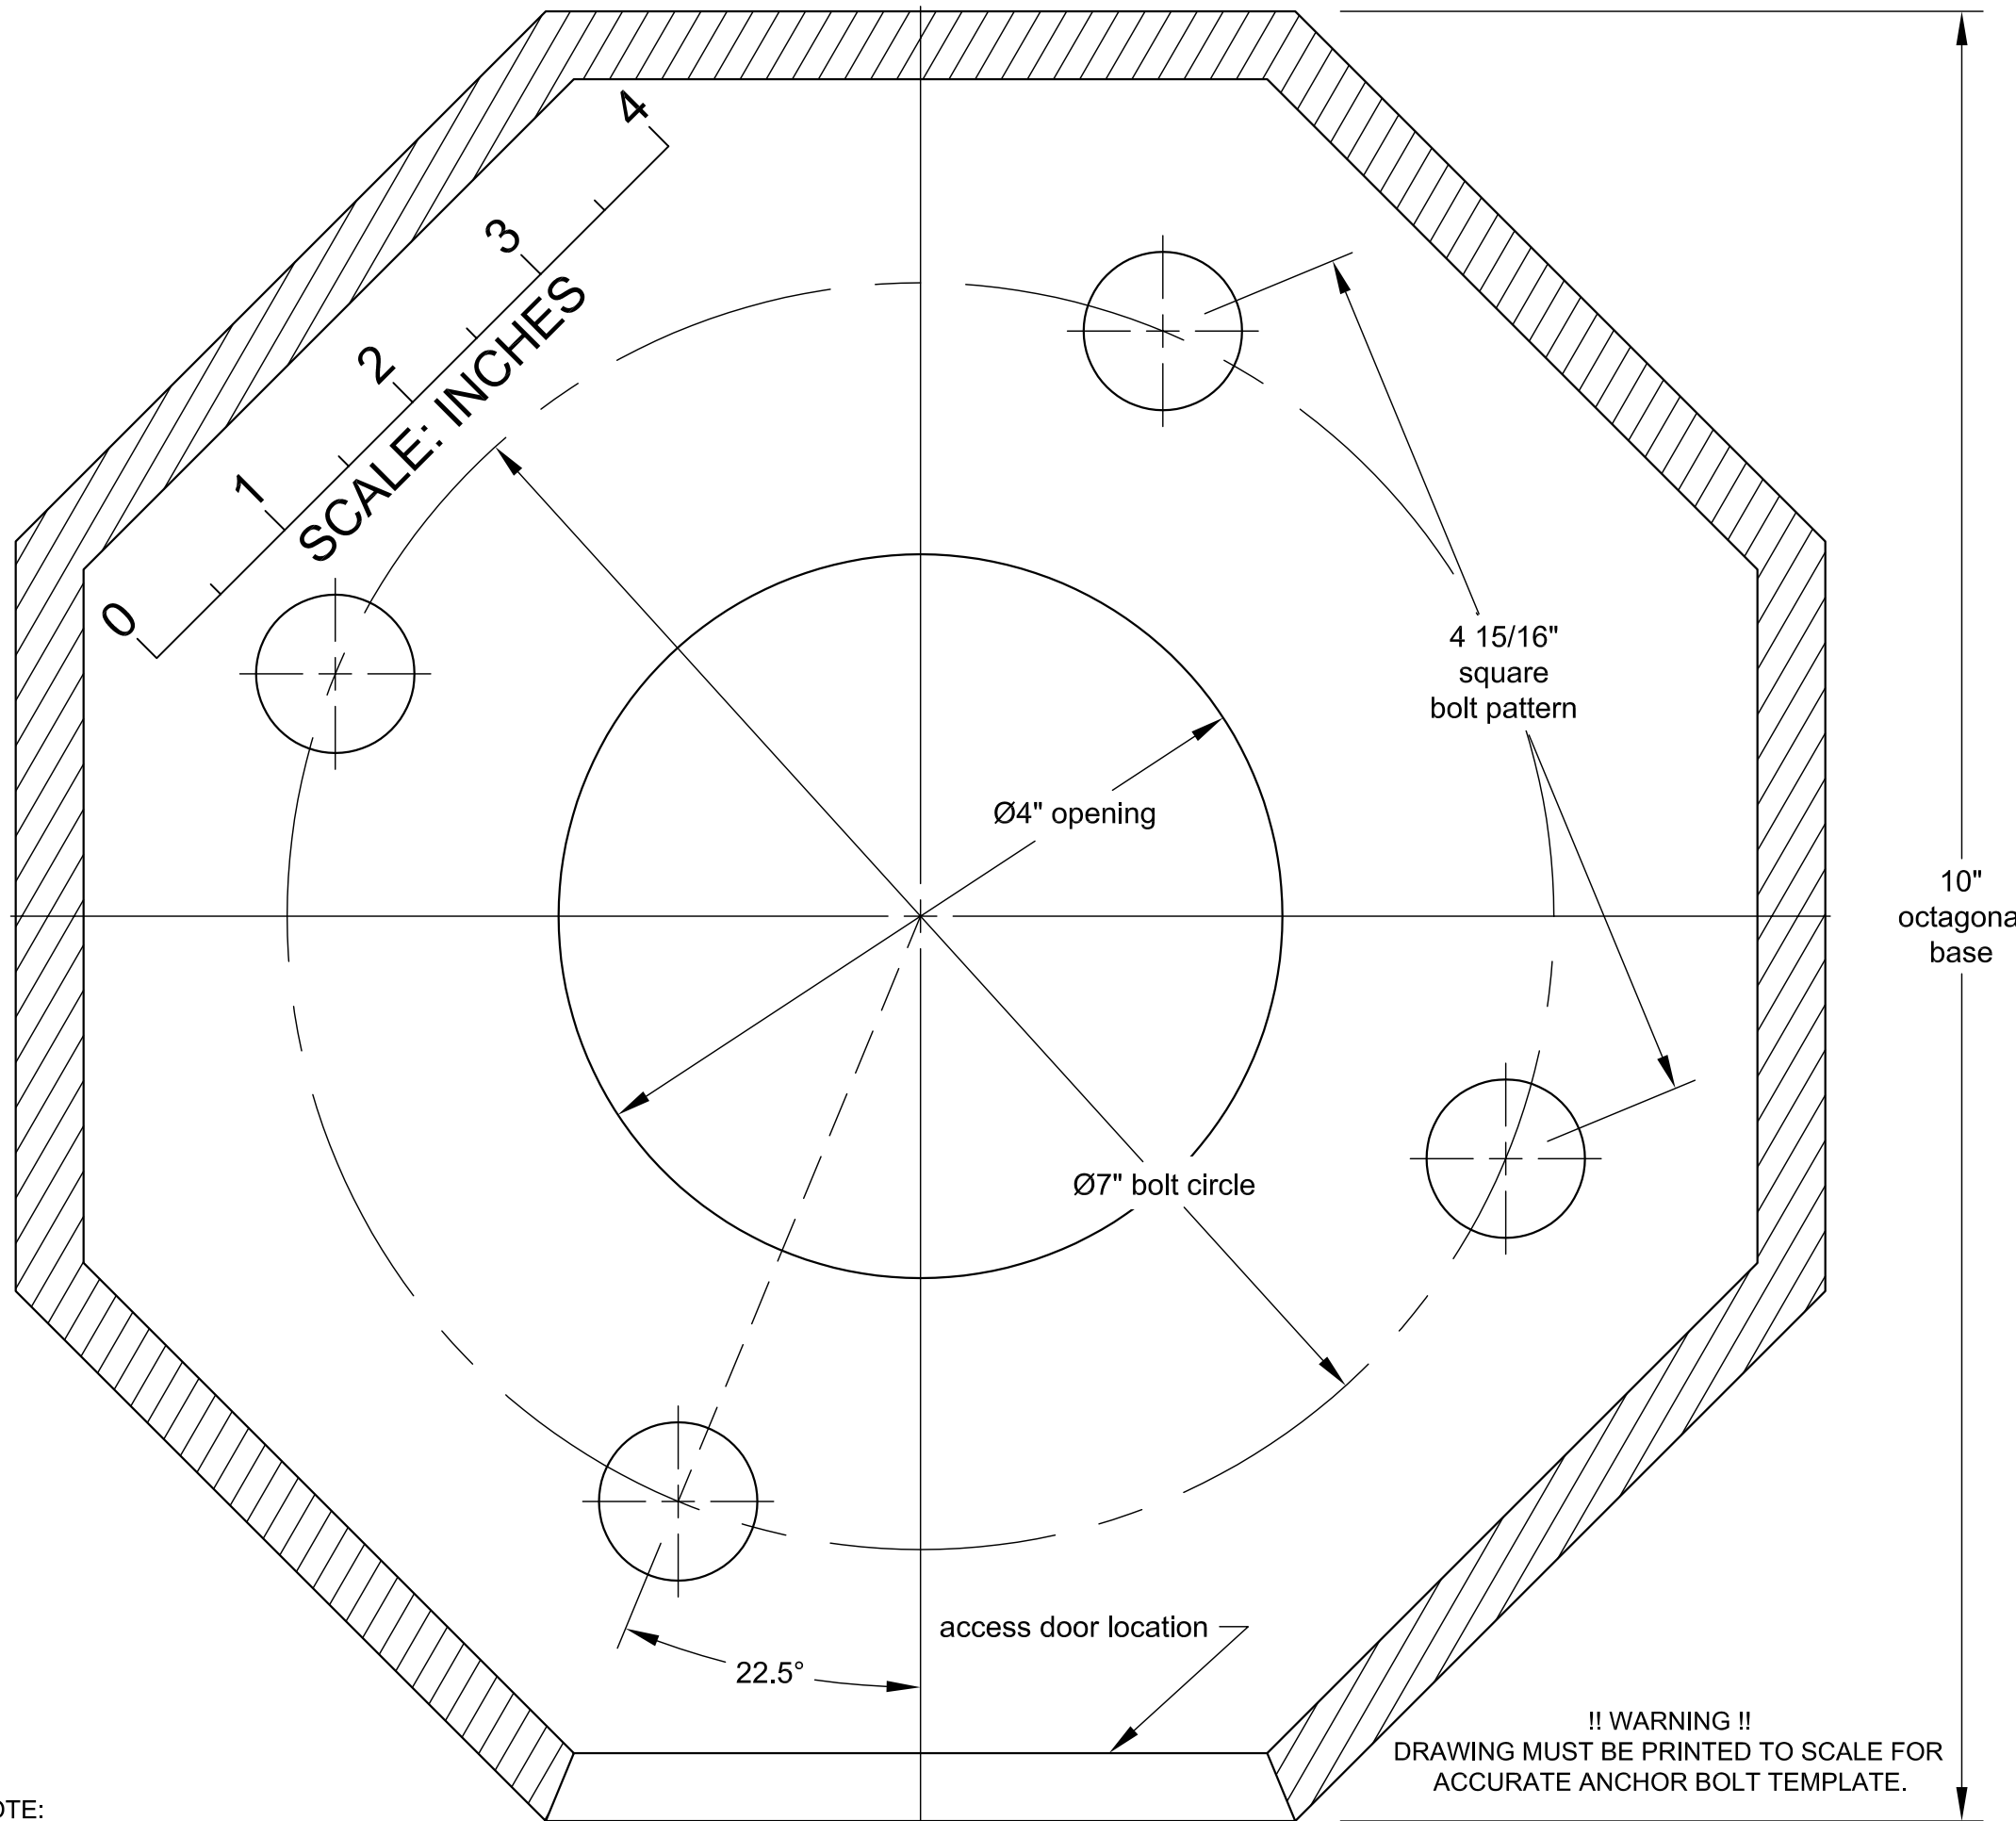 4
3
2
1
0
SCALE: INCHES
4 15/16"
square
bolt pattern
Ø4" opening
10"
octagona
base
Ø7" bolt circle
access door location
22.5°
!! WARNING !!
DRAWING MUST BE PRINTED TO SCALE FOR
ACCURATE ANCHOR BOLT TEMPLATE.
OTE: